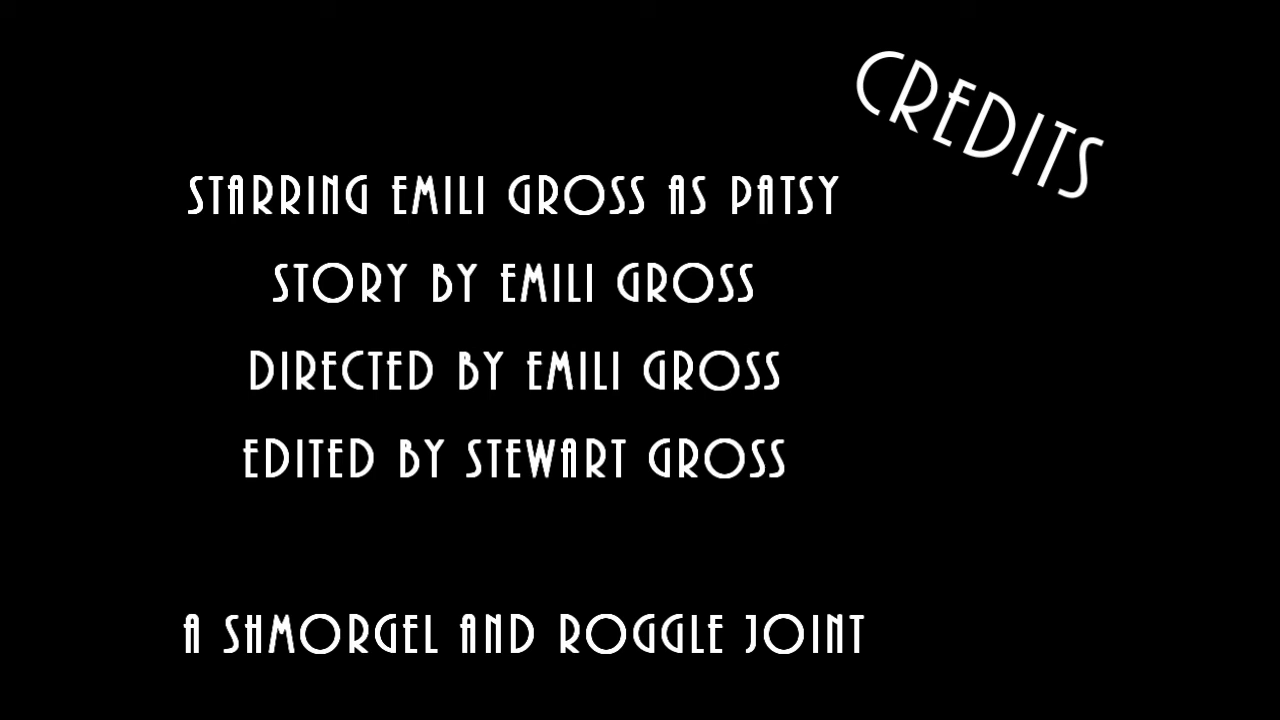 CREDITS
STARRING EMILI GROSS AS PATSY
STORY BY EMILI GROSS
DIRECTED BY EMILI GROSS
EDITED BY STEWART GROSS
A SHMORGEL AND ROGGLE JOINT